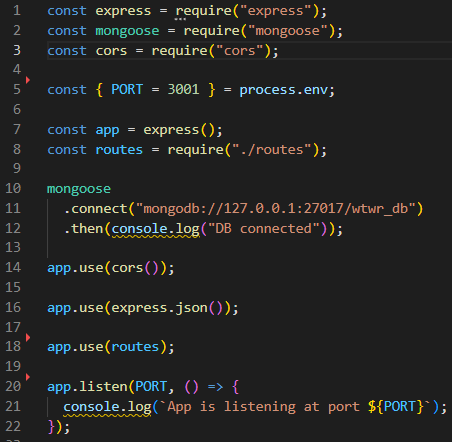 1 const express = require("express");
2 const mongoose = require("mongoose");
3 const cors = require("cors");
4
5 const { PORT = 3001 } = process.env;
6
7 const app = express();
8 const routes = require("./routes");
9
10 mongoose
11   .connect("mongodb://127.0.0.1:27017/wtwr_db")
12   .then(console.log("DB connected"));
13
14 app.use(cors());
15
16 app.use(express.json());
17
18 app.use(routes);
19
20 app.listen(PORT, () => {
21   console.log(`App is listening at port ${PORT}`);
22 });